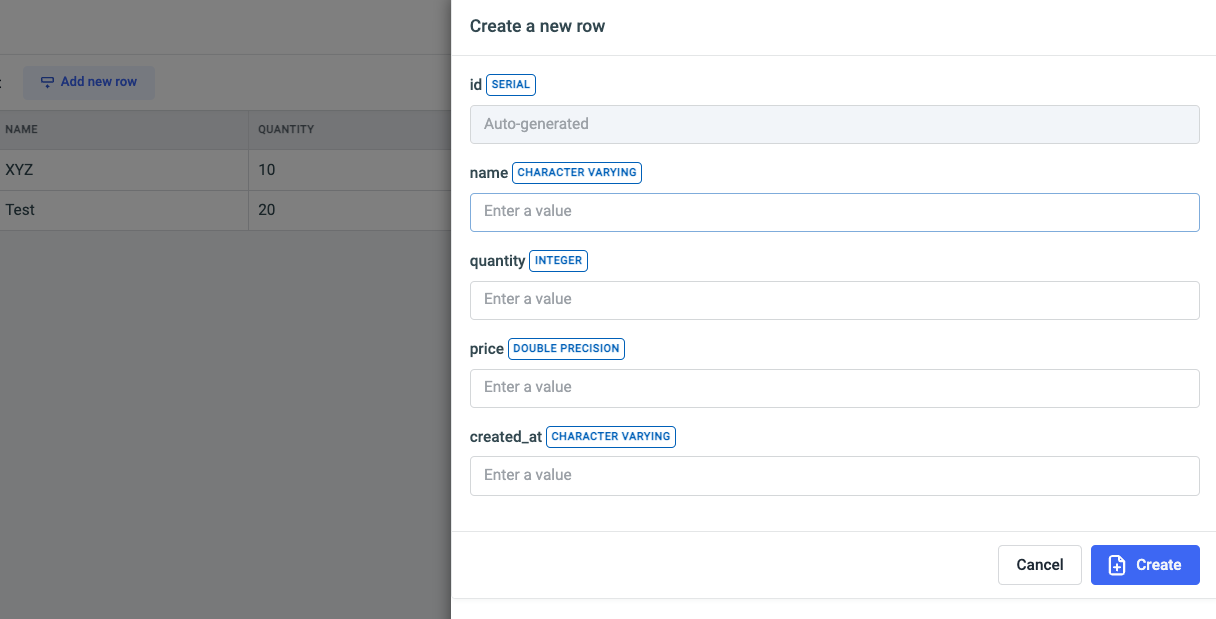 Create a new row
Add new row
NAME QUANTITY
XYZ 10
Test 20
id SERIAL
Auto-generated
name CHARACTER VARYING
Enter a value
quantity INTEGER
Enter a value
price DOUBLE PRECISION
Enter a value
created_at CHARACTER VARYING
Enter a value
Cancel Create